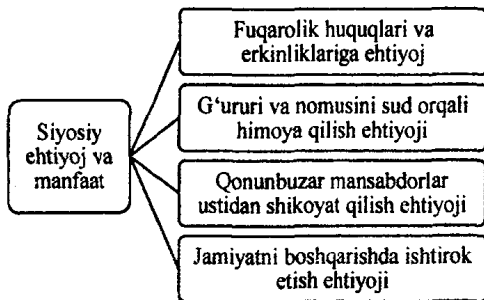 Siyosiy
ehtiyoj va
manfaat
Fuqarolik huquqlari va
erkinliklariga ehtiyoj
G‘ururi va nomusini sud orqali
himoya qilish ehtiyoji
Qonunbuzar mansabdorlar
ustidan shikoyat qilish ehtiyoji
Jamiyatni boshqarishda ishtirok
etish ehtiyoji